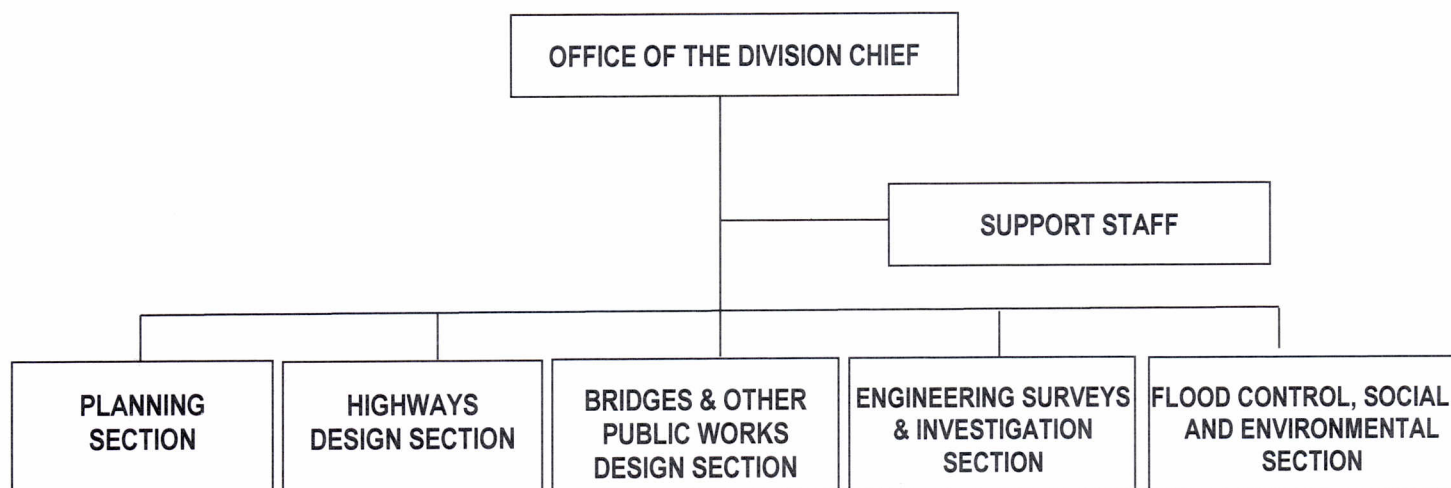 OFFICE OF THE DIVISION CHIEF
SUPPORT STAFF
PLANNING
SECTION
HIGHWAYS
DESIGN SECTION
BRIDGES & OTHER
PUBLIC WORKS
DESIGN SECTION
ENGINEERING SURVEYS
& INVESTIGATION
SECTION
FLOOD CONTROL, SOCIAL
AND ENVIRONMENTAL
SECTION